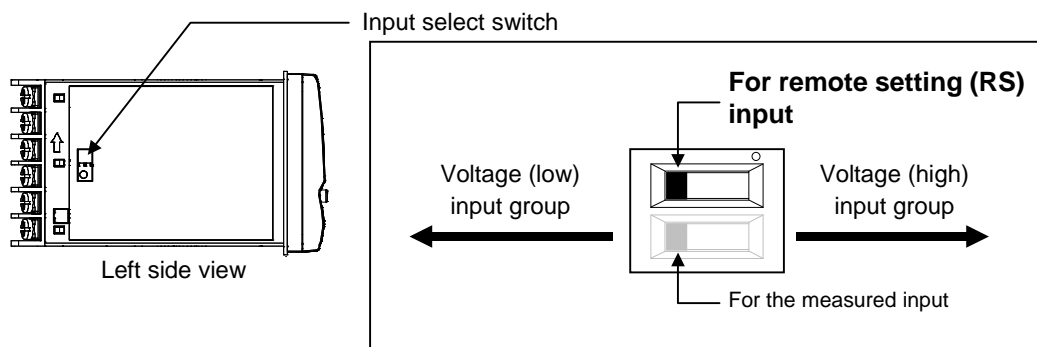 Input select switch
For remote setting (RS)
input
Voltage (low)
input group
Voltage (high)
input group
Left side view
For the measured input